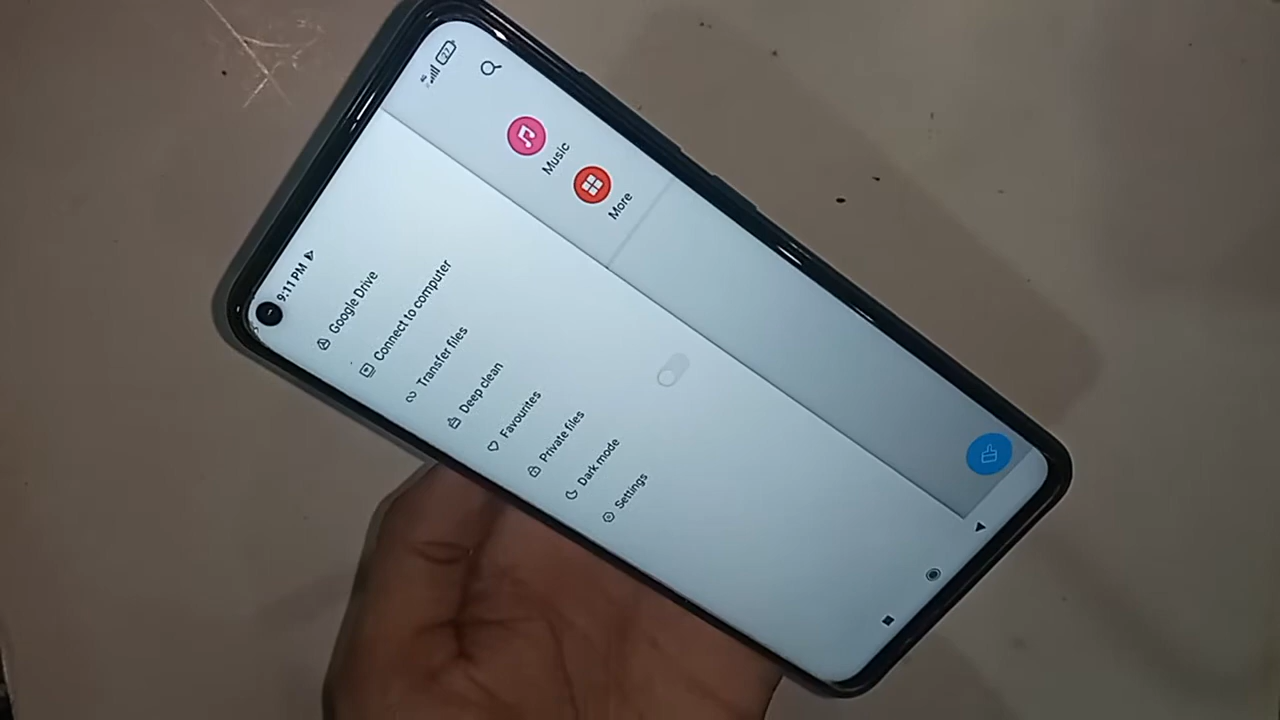 9:11 PM
Google Drive
Connect to computer
Transfer files
Deep clean
Favourites
Private files
Dark mode
Settings
Music
More